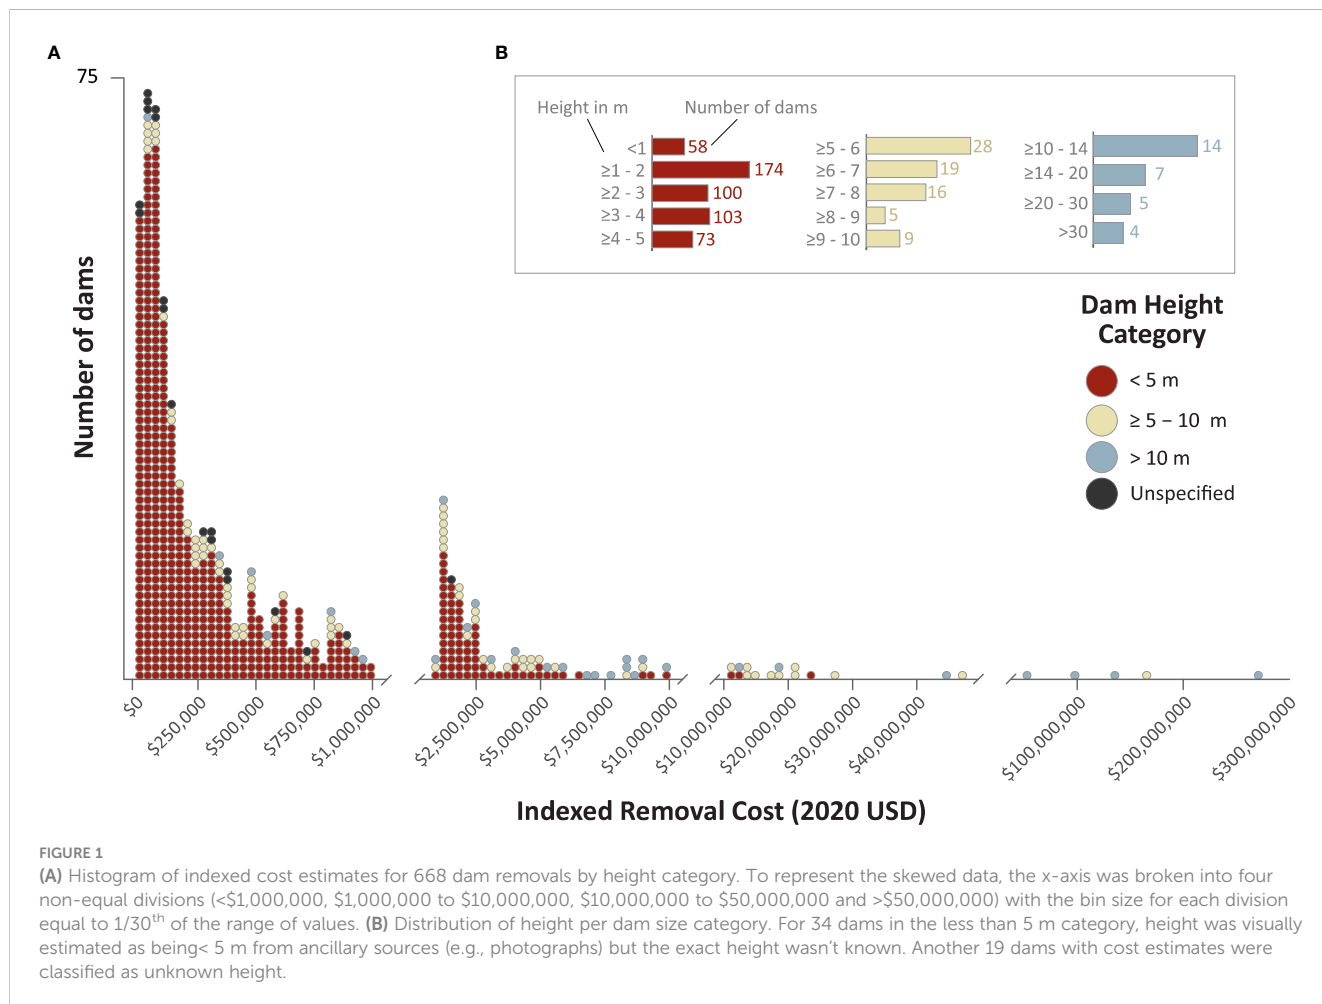 A
B
75
Number of dams
Height in m
Number of dams
<1 58
≥1 - 2 174
≥2 - 3 100
≥3 - 4 103
≥4 - 5 73
≥5 - 6 28
≥6 - 7 19
≥7 - 8 16
≥8 - 9 5
≥9 - 10 9
≥10 - 14 14
≥14 - 20 7
≥20 - 30 5
>30 4
Dam Height
Category
< 5 m
≥ 5 – 10 m
> 10 m
Unspecified
$0
$250,000
$500,000
$750,000
$1,000,000
$2,500,000
$5,000,000
$7,500,000
$10,000,000
$10,000,000
$20,000,000
$30,000,000
$40,000,000
$100,000,000
$200,000,000
$300,000,000
Indexed Removal Cost (2020 USD)
FIGURE 1
(A) Histogram of indexed cost estimates for 668 dam removals by height category. To represent the skewed data, the x-axis was broken into four
non-equal divisions (<$1,000,000, $1,000,000 to $10,000,000, $10,000,000 to $50,000,000 and >$50,000,000) with the bin size for each division
equal to 1/30th of the range of values. (B) Distribution of height per dam size category. For 34 dams in the less than 5 m category, height was visually
estimated as being< 5 m from ancillary sources (e.g., photographs) but the exact height wasn't known. Another 19 dams with cost estimates were
classified as unknown height.